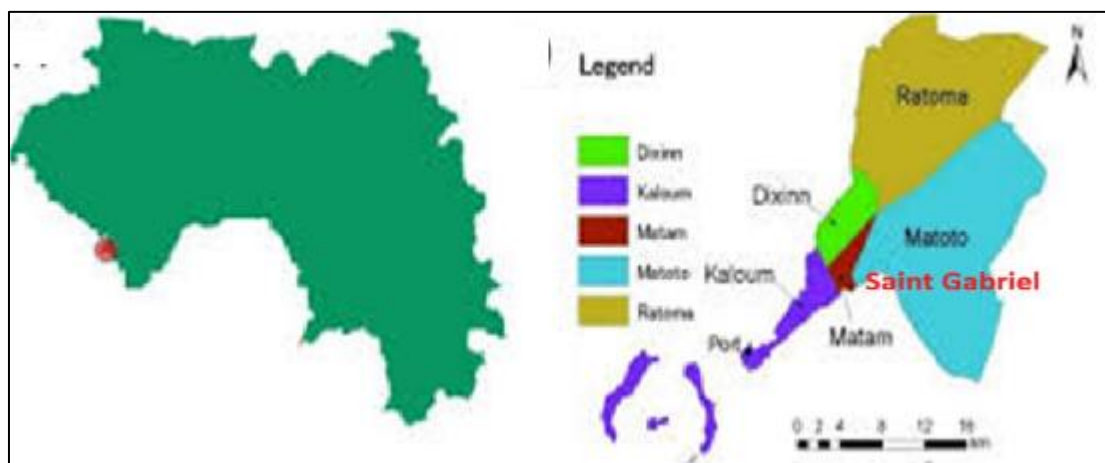 Legend
Dixinn
Kaloum
Matam
Matoto
Ratoma
N
Ratoma
Dixinn
Matoto
Kaloum
Saint Gabriel
Matam
Port
0 2 4 8 12 16
km